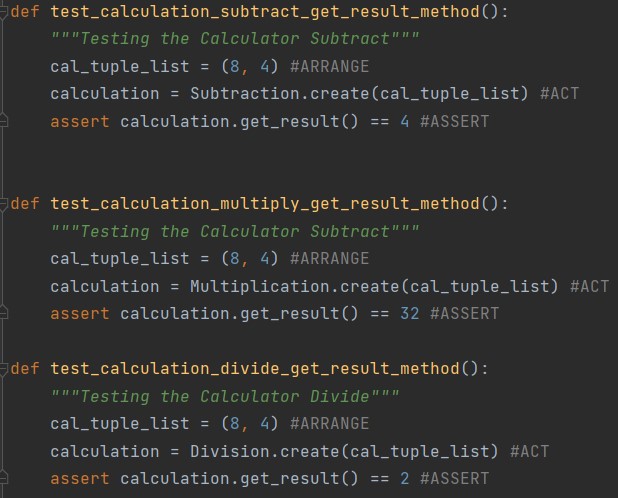 def test_calculation_subtract_get_result_method():
    """Testing the Calculator Subtract"""
    cal_tuple_list = (8, 4) #ARRANGE
    calculation = Subtraction.create(cal_tuple_list) #ACT
    assert calculation.get_result() == 4 #ASSERT
def test_calculation_multiply_get_result_method():
    """Testing the Calculator Subtract"""
    cal_tuple_list = (8, 4) #ARRANGE
    calculation = Multiplication.create(cal_tuple_list) #ACT
    assert calculation.get_result() == 32 #ASSERT
def test_calculation_divide_get_result_method():
    """Testing the Calculator Divide"""
    cal_tuple_list = (8, 4) #ARRANGE
    calculation = Division.create(cal_tuple_list) #ACT
    assert calculation.get_result() == 2 #ASSERT